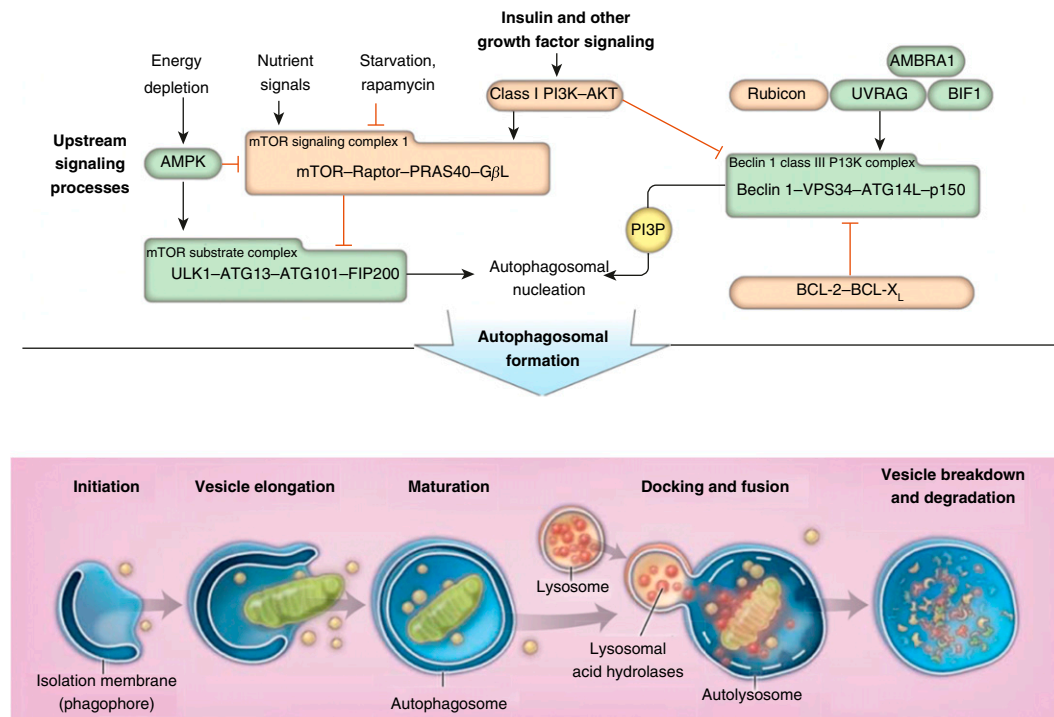 Insulin and other
growth factor signaling
Energy
depletion
Nutrient
signals
Starvation,
rapamycin
Class I PI3K–AKT
AMBRA1
Rubicon
UVRAG
BIF1
Upstream
signaling
processes
AMPK
mTOR signaling complex 1
mTOR–Raptor–PRAS40–GβL
Beclin 1 class III P13K complex
Beclin 1–VPS34–ATG14L–p150
PI3P
mTOR substrate complex
ULK1–ATG13–ATG101–FIP200
Autophagosomal
nucleation
BCL-2–BCL-XL
Autophagosomal
formation
Initiation
Vesicle elongation
Maturation
Docking and fusion
Vesicle breakdown
and degradation
Lysosome
Lysosomal
acid hydrolases
Isolation membrane
(phagophore)
Autophagosome
Autolysosome